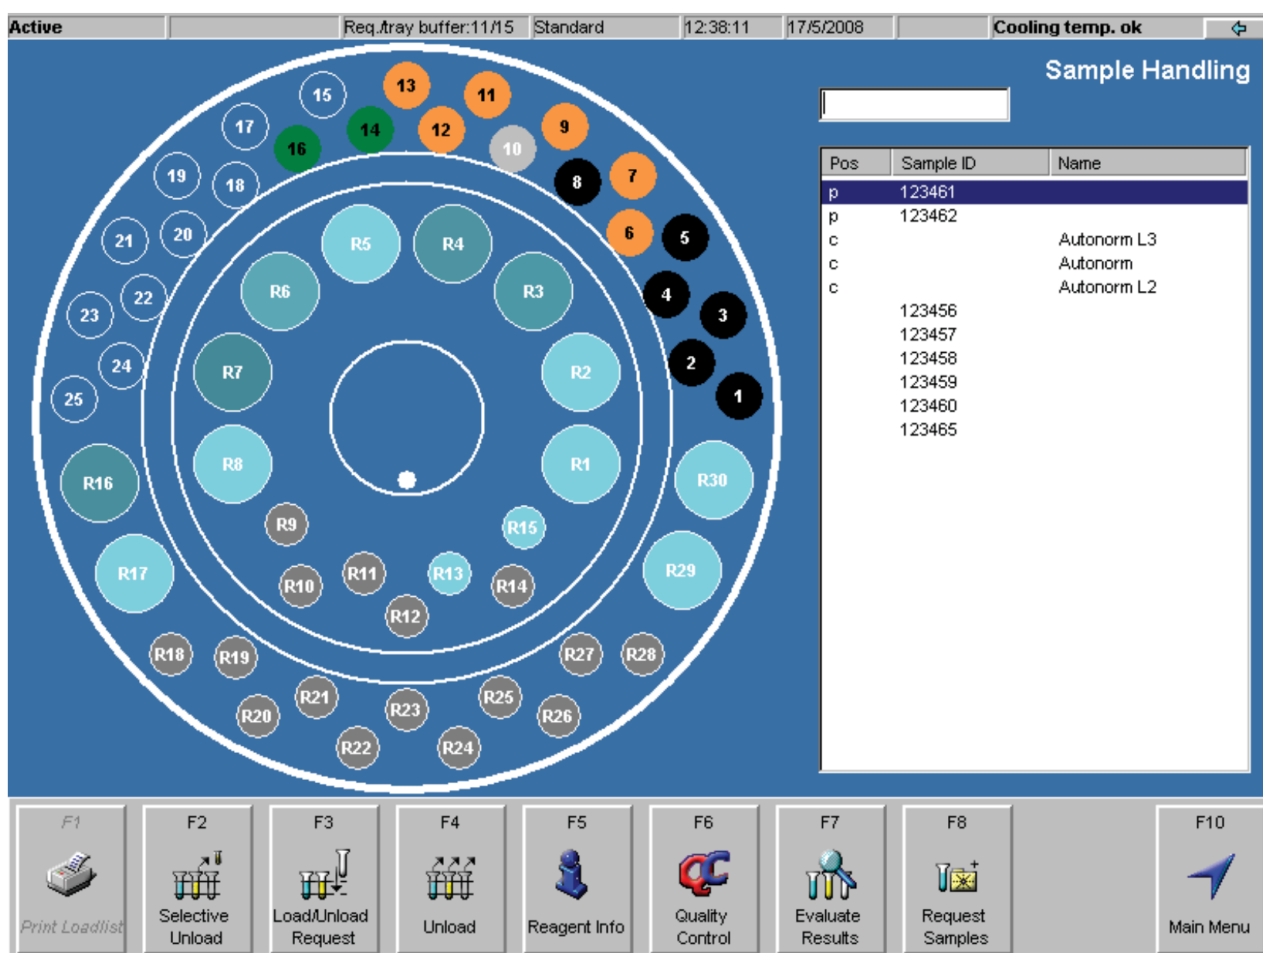 Active Req./tray buffer:11/15 Standard 12:38:11 17/5/2008 Cooling temp. ok
Sample Handling
Pos Sample ID Name
p 123461
p 123462
c Autonorm L3
c Autonorm
c Autonorm L2
123456
123457
123458
123459
123460
123465
13 11
15
12 9
17 16 14 10
19 18 8 7
21 20 R5 R4 6 5
23 22 R6 R3 4 3
24 R7 R2 2
25 1
R16 R8 R1 R30
R9 R15
R17 R10 R11 R13 R14 R29
R12
R18 R19 R27 R28
R20 R21 R23 R25 R26
R22 R24
F1 F2 F3 F4 F5 F6 F7 F8 F10
Print Loadlist
Selective
Unload
Load/Unload
Request
Unload
Reagent Info
Quality
Control
Evaluate
Results
Request
Samples
Main Menu